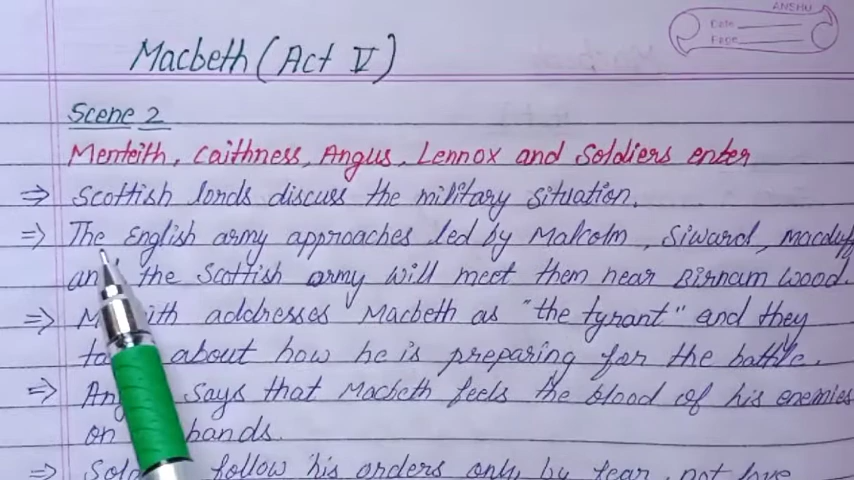 ANSHU
Date
Page
Macbeth (Act V)
Scene 2
Menteith, Caithness, Angus, Lennox and Soldiers enter
⇒ Scottish lords discuss the military situation.
⇒ The English army approaches led by Malcolm, Siward, Macduff
the Scottish army will meet them near Birnam Wood.
⇒ addresses Macbeth as "the tyrant" and they
about how he is preparing for the battle.
⇒ says that Macbeth feels the blood of his enemies
on hands.
⇒ follow his orders only by fear, not love